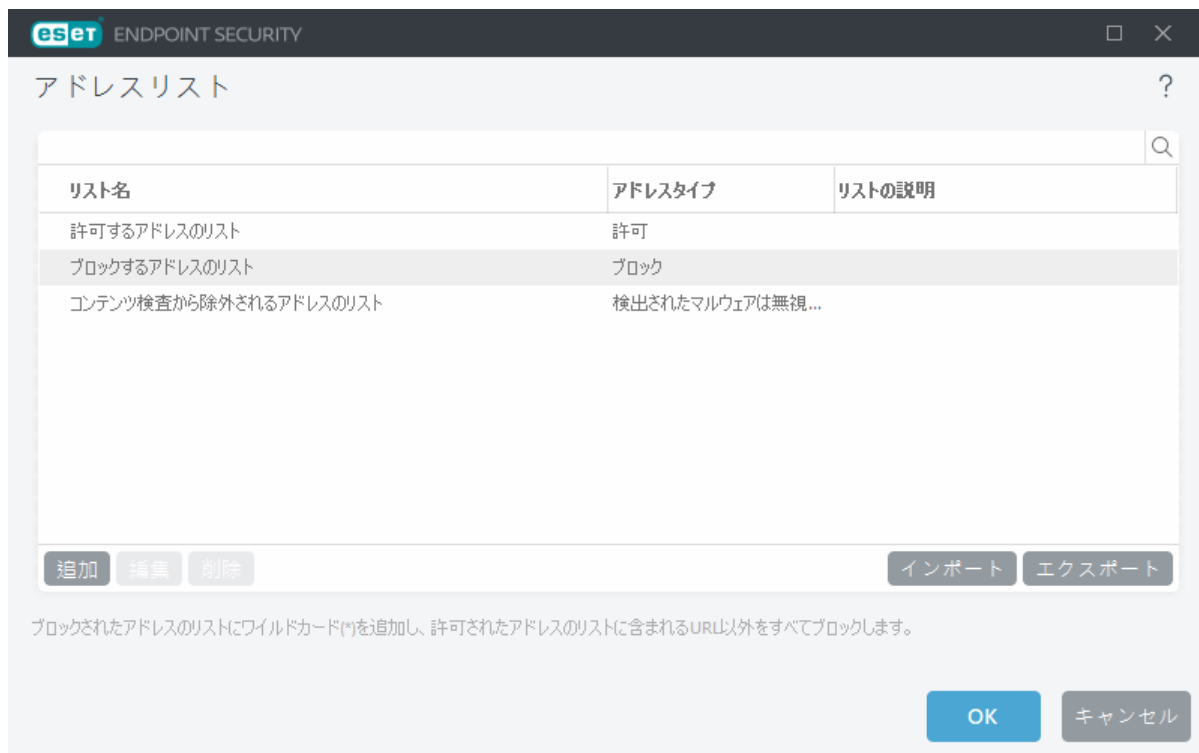 eset ENDPOINT SECURITY
アドレスリスト
?
リスト名 アドレスタイプ リストの説明
許可するアドレスのリスト 許可
ブロックするアドレスのリスト ブロック
コンテンツ検査から除外されるアドレスのリスト 検出されたマルウェアは無視...
追加 編集 削除 インポート エクスポート
ブロックされたアドレスのリストにワイルドカード(*)を追加し、許可されたアドレスのリストに含まれるURL以外をすべてブロックします。
OK キャンセル